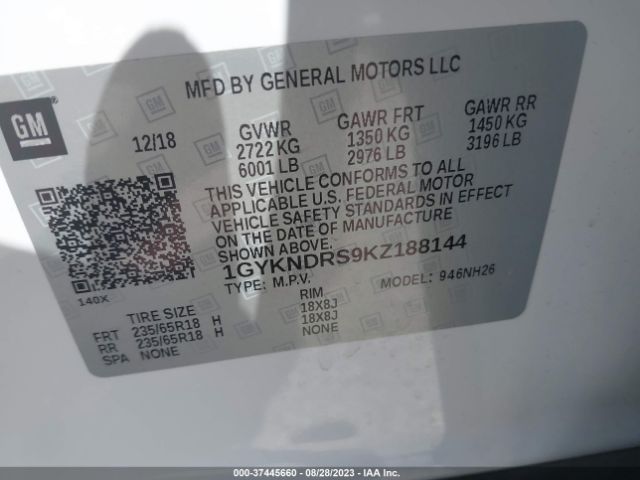 MFD BY GENERAL MOTORS LLC
GM
12/18
GVWR GAWR FRT GAWR RR
2722 KG 1350 KG 1450 KG
6001 LB 2976 LB 3196 LB
THIS VEHICLE CONFORMS TO ALL
APPLICABLE U.S. FEDERAL MOTOR
VEHICLE SAFETY STANDARDS IN EFFECT
ON THE DATE OF MANUFACTURE
SHOWN ABOVE.
1GYKNDRS9KZ188144
TYPE: M.P.V. MODEL: 946NH26
140X
TIRE SIZE RIM
FRT 235/65R18 H 18X8J
RR 235/65R18 H 18X8J
SPA NONE NONE
000-37445660 - 08/28/2023 - IAA Inc.